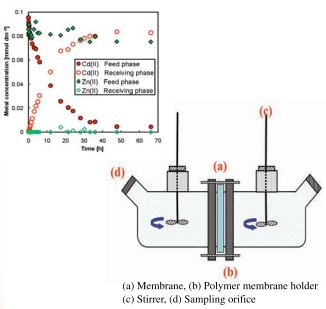 Metal concentration [mmol dm⁻³]
0.1
0.08
0.06
0.04
0.02
0
Cd(II) Feed phase
Cd(II) Receiving phase
Zn(II) Feed phase
Zn(II) Receiving phase
0 10 20 30 40 50 60 70
Time [h]
(a)
(c)
(d)
(b)
(a) Membrane, (b) Polymer membrane holder
(c) Stirrer, (d) Sampling orifice